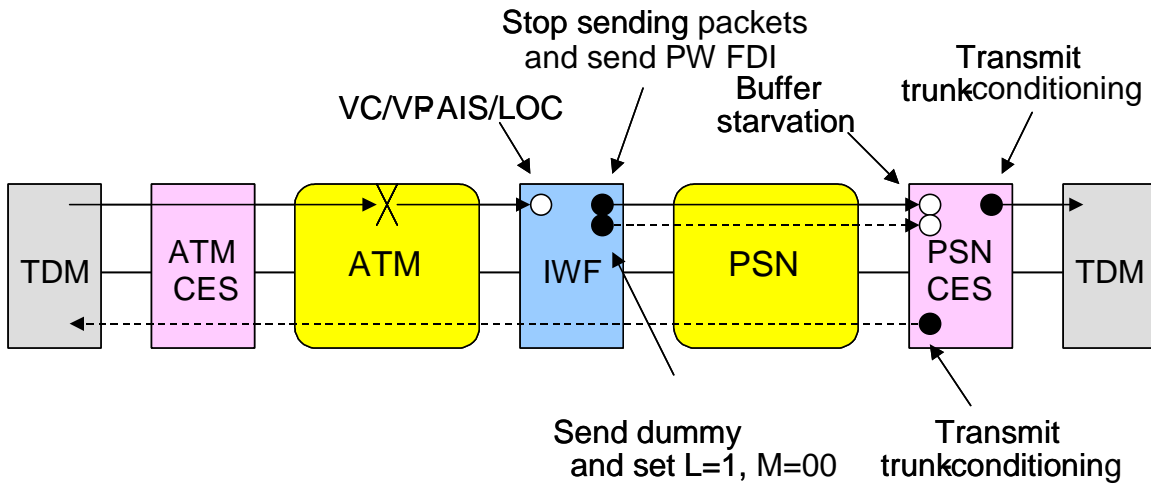 Stop sending packets
and send PW FDI
Transmit
trunk-conditioning
Buffer
starvation
VC/VP-AIS/LOC
TDM
ATM
CES
ATM
IWF
PSN
PSN
CES
TDM
Send dummy
and set L=1, M=00
Transmit
trunk-conditioning